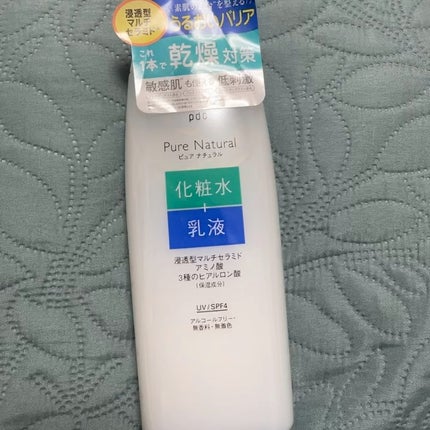 浸透型
マルチ
セラミド
うるおいバリア
これ
1本で乾燥対策
敏感肌も
低刺激
pdc
Pure Natural
ピュア ナチュラル
化粧水
+
乳液
浸透型マルチセラミド
アミノ酸
3種のヒアルロン酸
(保湿成分)
UV/SPF4
アルコールフリー・
無香料・無着色